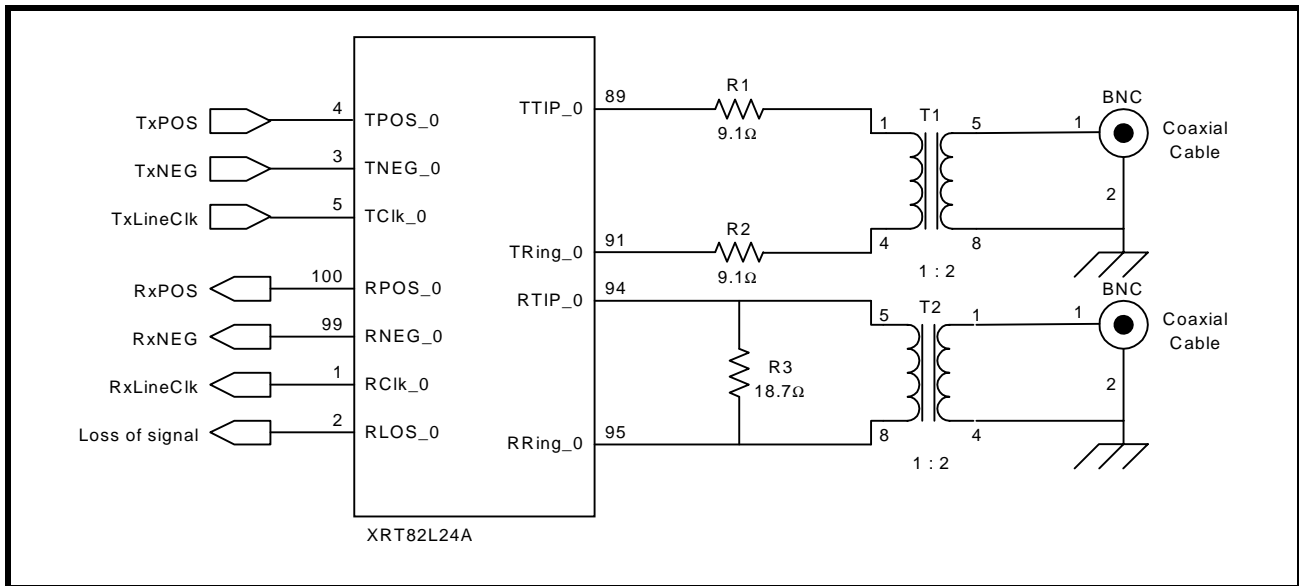 TxPOS
4
TPOS_0
TxNEG
3
TNEG_0
TxLineClk
5
TClk_0
RxPOS
100
RPOS_0
RxNEG
99
RNEG_0
RxLineClk
1
RClk_0
Loss of signal
2
RLOS_0
XRT82L24A
TTIP_0
89
R1
9.1Ω
TRing_0
91
R2
9.1Ω
1
T1
5
4
8
1 : 2
BNC
1
Coaxial
Cable
2
RTIP_0
94
R3
18.7Ω
RRing_0
95
5
T2
1
8
4
1 : 2
BNC
1
Coaxial
Cable
2